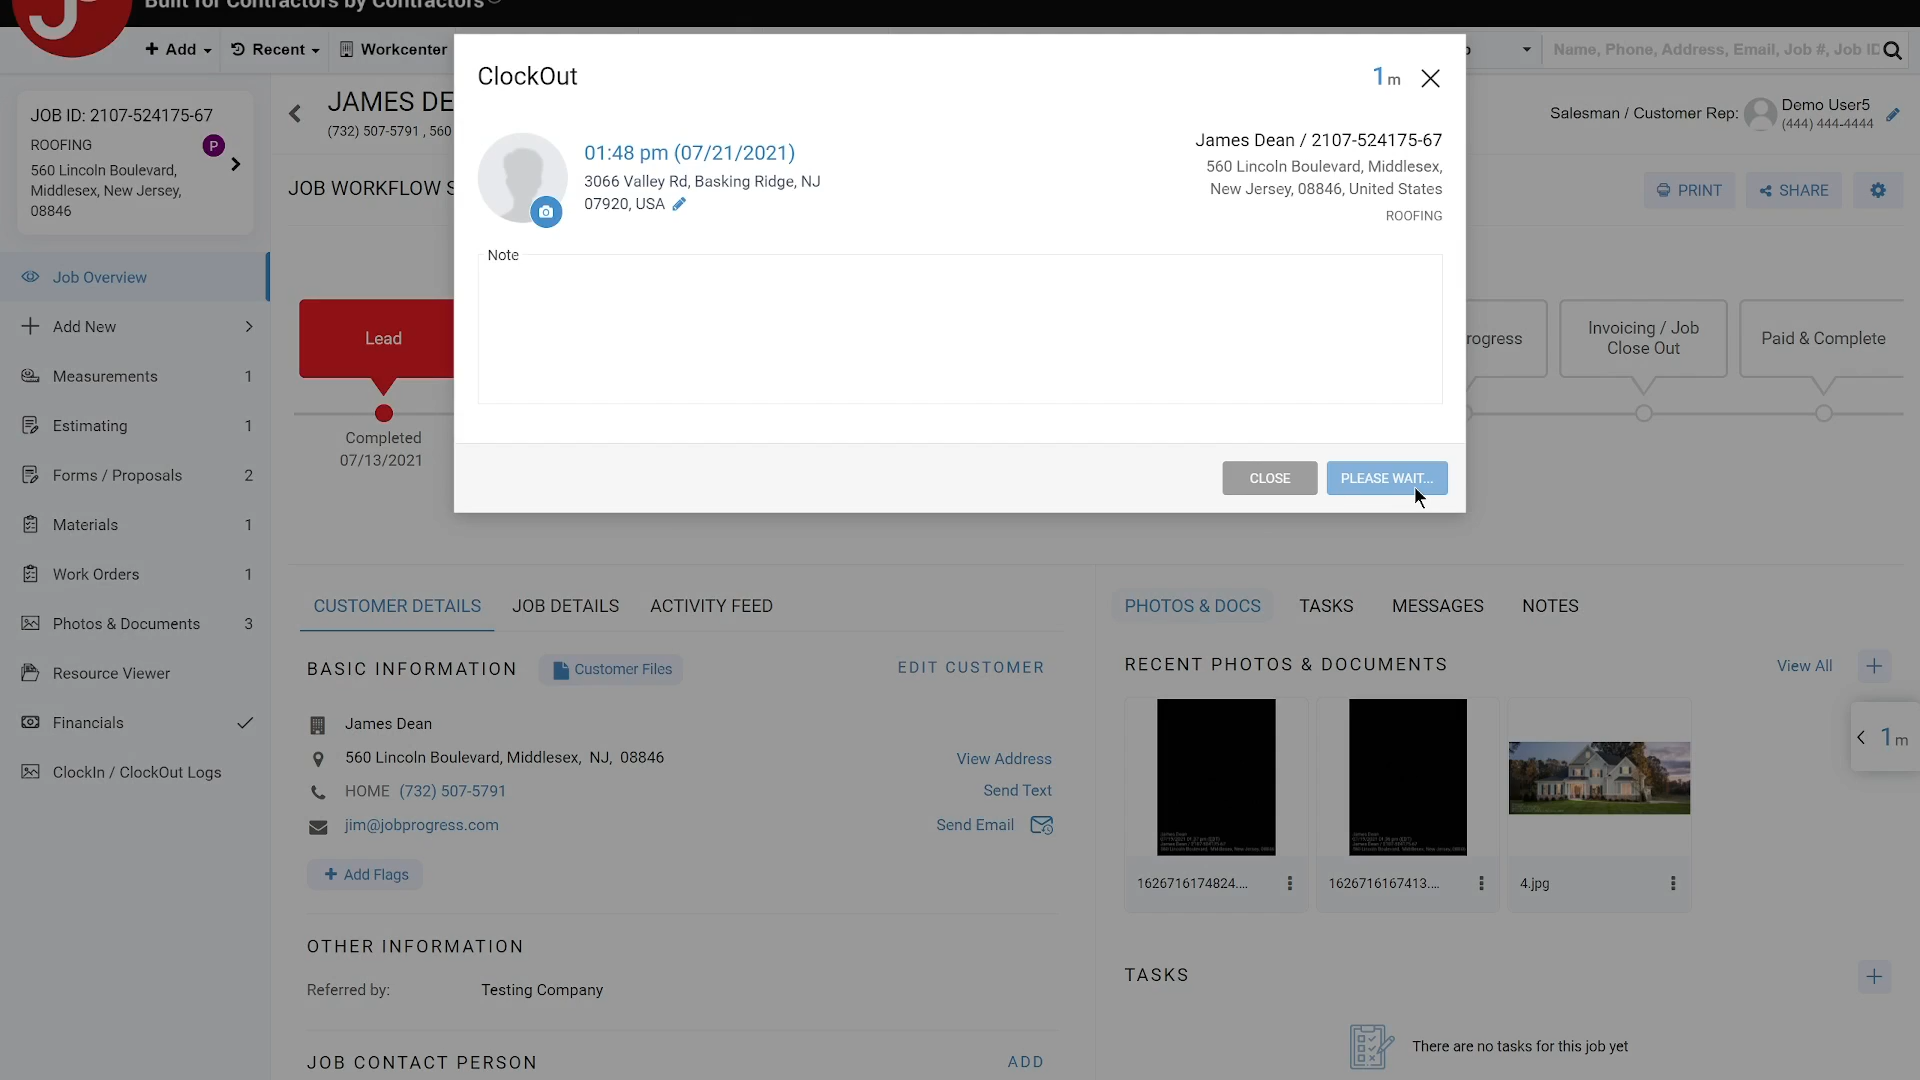 Built for Contractors by Contractors
Add
Recent
Workcenter
Name, Phone, Address, Email, Job #, Job ID
JOB ID: 2107-524175-67
ROOFING
P
560 Lincoln Boulevard,
Middlesex, New Jersey,
08846
JAMES DE
(732) 507-5791 , 560
Salesman / Customer Rep:
Demo User5
(444) 444-4444
JOB WORKFLOW S
PRINT
SHARE
ClockOut
1m
01:48 pm (07/21/2021)
3066 Valley Rd, Basking Ridge, NJ
07920, USA
James Dean / 2107-524175-67
560 Lincoln Boulevard, Middlesex,
New Jersey, 08846, United States
ROOFING
Note
CLOSE
PLEASE WAIT...
Job Overview
Add New
Measurements 1
Estimating 1
Forms / Proposals 2
Materials 1
Work Orders 1
Photos & Documents 3
Resource Viewer
Financials
ClockIn / ClockOut Logs
Lead
Completed
07/13/2021
rogress
Invoicing / Job
Close Out
Paid & Complete
CUSTOMER DETAILS
JOB DETAILS
ACTIVITY FEED
BASIC INFORMATION
Customer Files
EDIT CUSTOMER
James Dean
560 Lincoln Boulevard, Middlesex, NJ, 08846
View Address
HOME (732) 507-5791
Send Text
jim@jobprogress.com
Send Email
Add Flags
OTHER INFORMATION
Referred by: Testing Company
JOB CONTACT PERSON
ADD
PHOTOS & DOCS
TASKS
MESSAGES
NOTES
RECENT PHOTOS & DOCUMENTS
View All
1626716174824....
1626716167413....
4.jpg
1m
TASKS
There are no tasks for this job yet